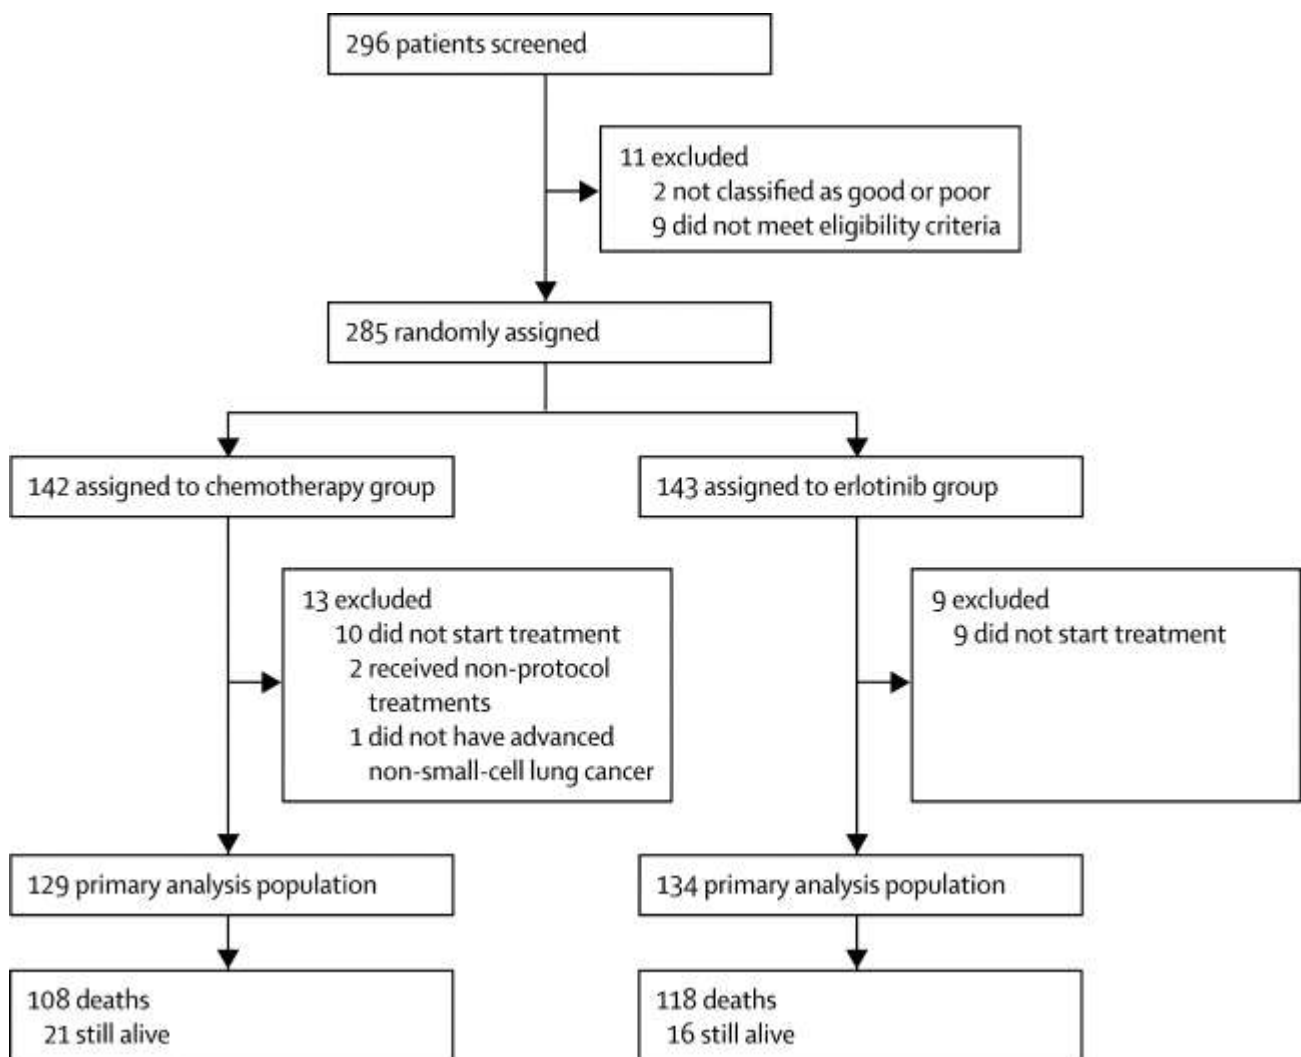 296 patients screened
11 excluded
2 not classified as good or poor
9 did not meet eligibility criteria
285 randomly assigned
142 assigned to chemotherapy group
143 assigned to erlotinib group
13 excluded
10 did not start treatment
2 received non-protocol
treatments
1 did not have advanced
non-small-cell lung cancer
9 excluded
9 did not start treatment
129 primary analysis population
134 primary analysis population
108 deaths
21 still alive
118 deaths
16 still alive